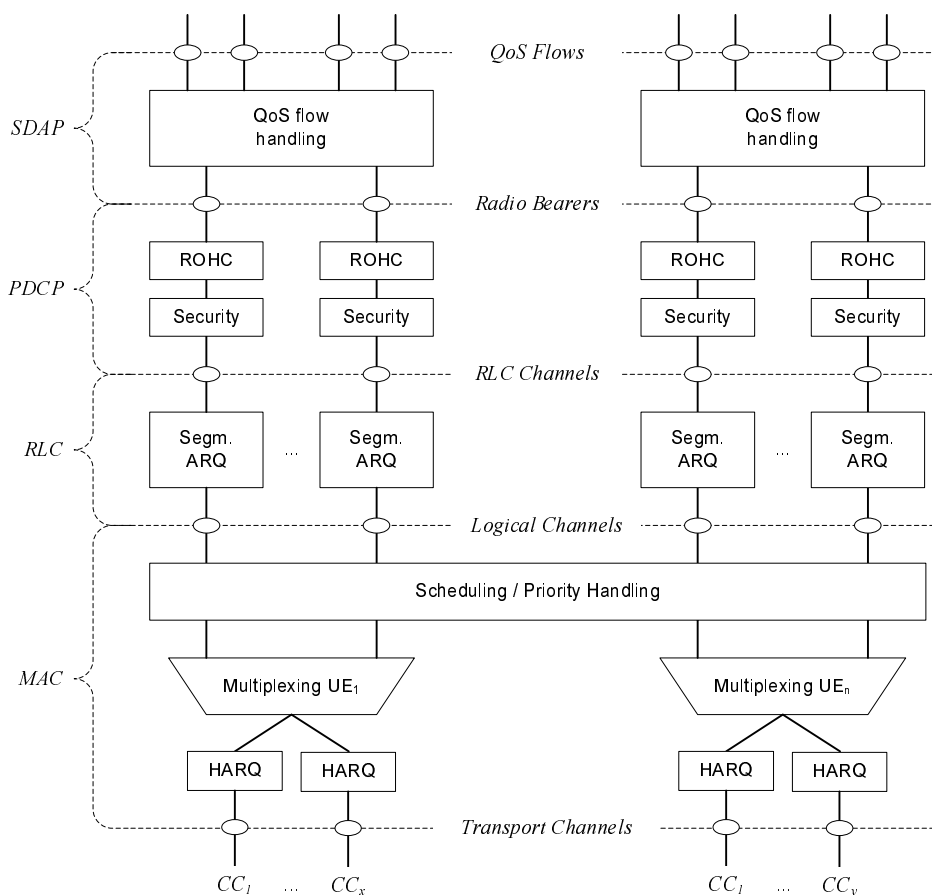 QoS Flows
QoS flow
handling
QoS flow
handling
SDAP
Radio Bearers
ROHC
ROHC
ROHC
ROHC
PDCP
Security
Security
Security
Security
RLC Channels
Segm.
ARQ
...
Segm.
ARQ
Segm.
ARQ
...
Segm.
ARQ
RLC
Logical Channels
Scheduling / Priority Handling
MAC
Multiplexing UE1
Multiplexing UEn
HARQ
HARQ
HARQ
HARQ
Transport Channels
CC1 ... CCx
CC1 ... CCy